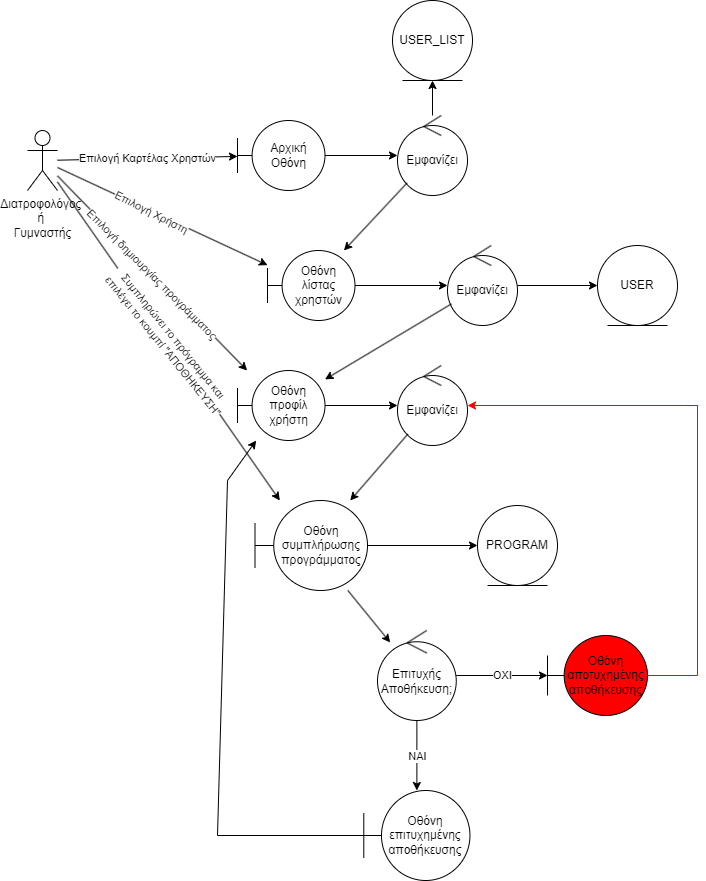 USER_LIST
Αρχική
Οθόνη
Εμφανίζει
Επιλογή Καρτέλας Χρηστών
Διατροφολόγος
ή
Γυμναστής
Επιλογή Χρήστη
Επιλογή δημιουργίας προγράμματος
Συμπληρώνει το πρόγραμμα και
επιλέγει το κουμπί "ΑΠΟΘΗΚΕΥΣΗ"
Οθόνη
λίστας
χρηστών
Εμφανίζει
USER
Οθόνη
προφίλ
χρήστη
Εμφανίζει
Οθόνη
συμπλήρωσης
προγράμματος
PROGRAM
Επιτυχής
Αποθήκευση;
ΟΧΙ
Οθόνη
αποτυχημένης
αποθήκευσης
ΝΑΙ
Οθόνη
επιτυχημένης
αποθήκευσης